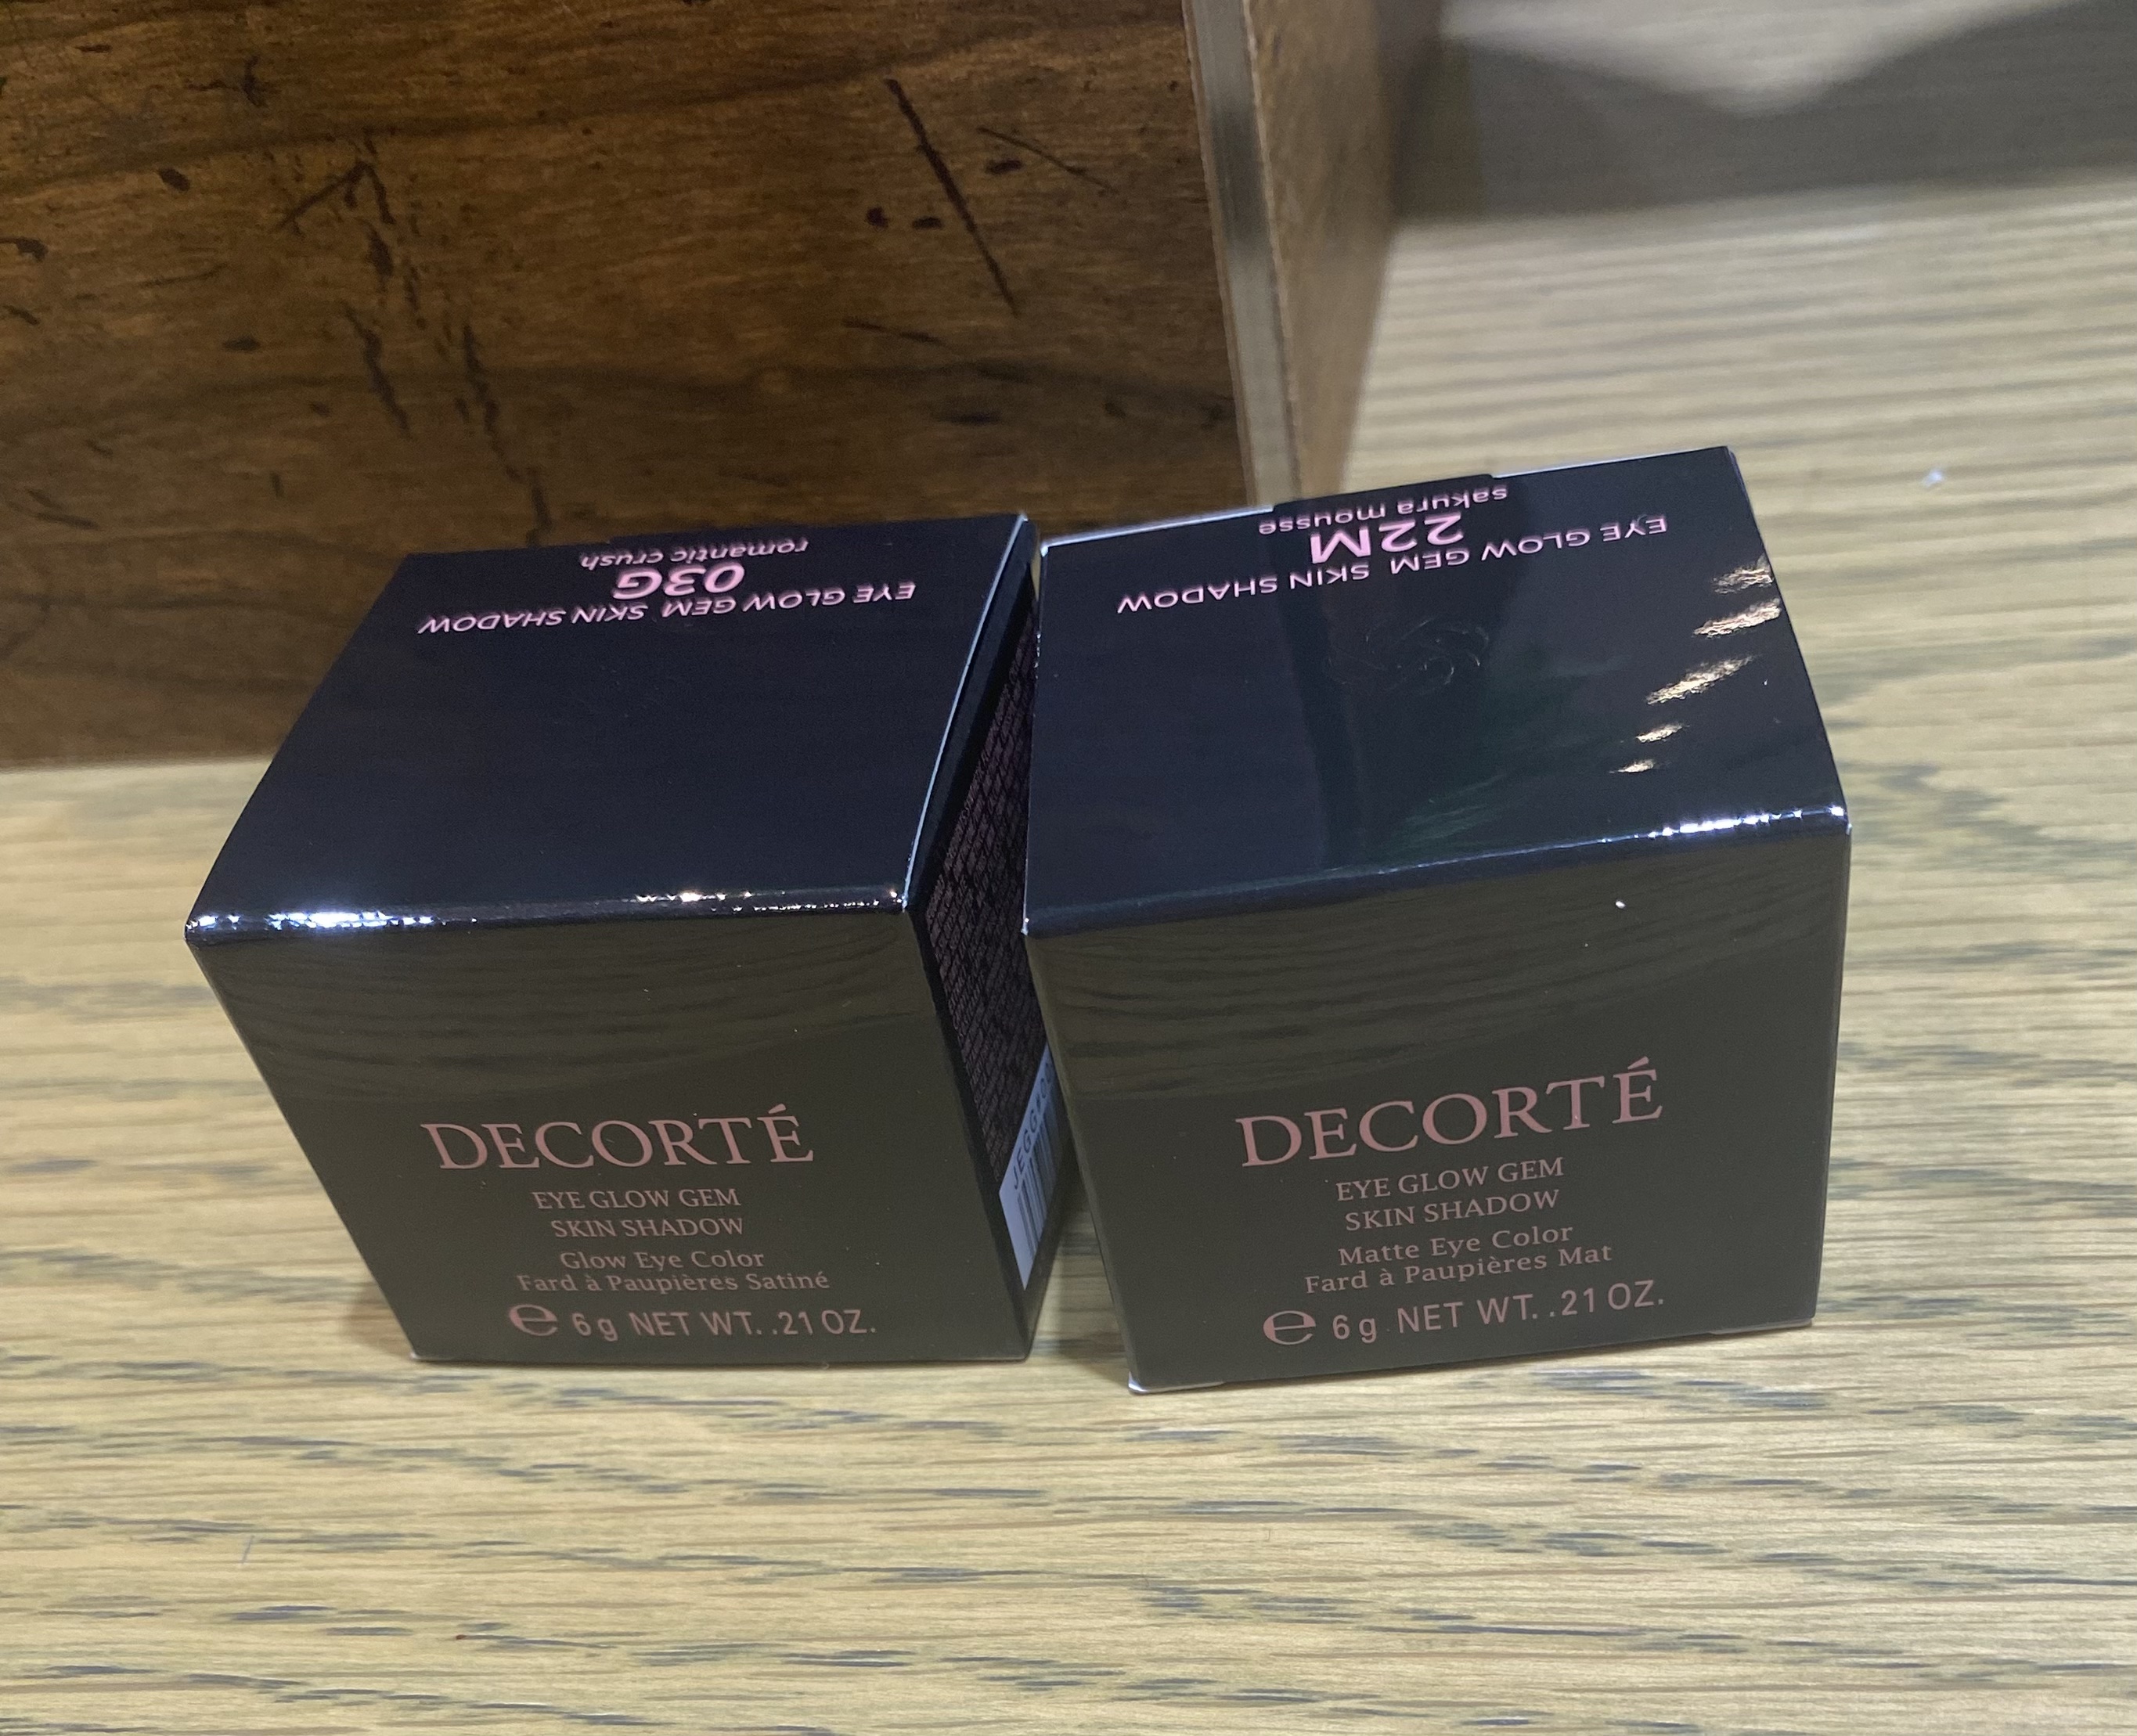 EYE GLOW GEM SKIN SHADOW
03G
romantic crush
DECORTÉ
EYE GLOW GEM
SKIN SHADOW
Glow Eye Color
Fard à Paupières Satiné
℮ 6g NET WT. .21 OZ.
EYE GLOW GEM SKIN SHADOW
22M
sakura mousse
DECORTÉ
EYE GLOW GEM
SKIN SHADOW
Matte Eye Color
Fard à Paupières Mat
℮ 6g NET WT. .21 OZ.